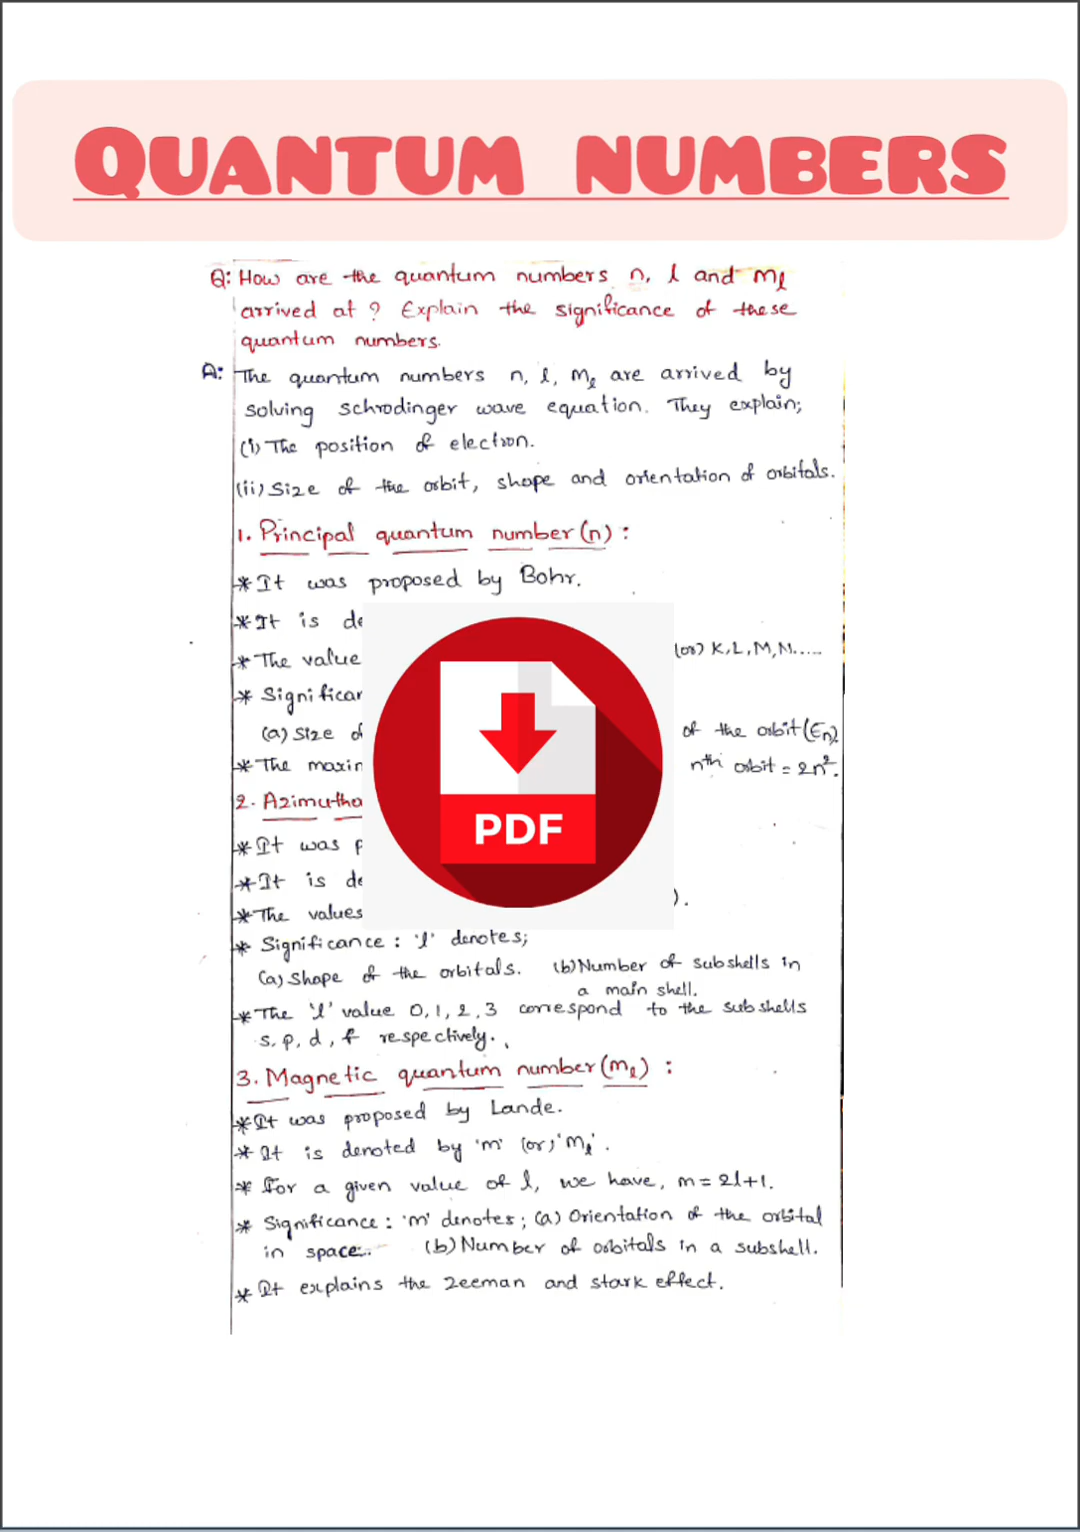 QUANTUM NUMBERS
Q: How are the quantum numbers n, l and ml
arrived at ? Explain the significance of these
quantum numbers.
A: The quantum numbers n, l, ml are arrived by
solving schrodinger wave equation. They explain;
(i) The position of electron.
(ii) Size of the orbit, shape and orientation of orbitals.
1. Principal quantum number (n) :
* It was proposed by Bohr.
* It is de
* The value (or) K, L, M, N.....
* Significan
(a) Size of of the orbit (En)
* The maxim nth orbit = 2n².
2. Azimutha
* It was p
* It is de
* The values ).
PDF
* Significance : 'l' denotes;
(a) Shape of the orbitals. (b) Number of subshells in
a main shell.
* The 'l' value 0, 1, 2, 3 correspond to the subshells
s, p, d, f respectively.
3. Magnetic quantum number (ml) :
* It was proposed by Lande.
* It is denoted by 'm' (or) 'ml'.
* For a given value of l, we have, m = 2l+1.
* Significance : 'm' denotes ; (a) Orientation of the orbital
in space. (b) Number of orbitals in a subshell.
* It explains the zeeman and stark effect.